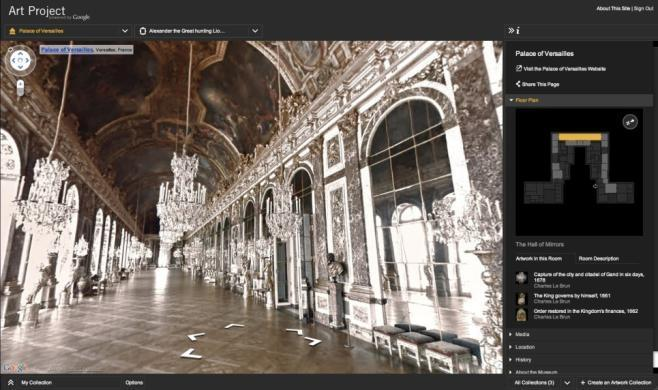 Art Project
powered by Google
About This Site | Sign Out
Palace of Versailles
Alexander the Great hunting Lio...
i
Palace of Versailles, Versailles, France
Palace of Versailles
Visit the Palace of Versailles Website
Share This Page
Floor Plan
The Hall of Mirrors
Artwork in this Room
Room Description
Capture of the city and citadel of Gand in six days,
1678
Charles Le Brun
The King governs by himself, 1661
Charles Le Brun
Order restored in the Kingdom's finances, 1662
Charles Le Brun
Media
Location
History
About the Museum
Google
My Collection
Options
All Collections (3)
+ Create an Artwork Collection